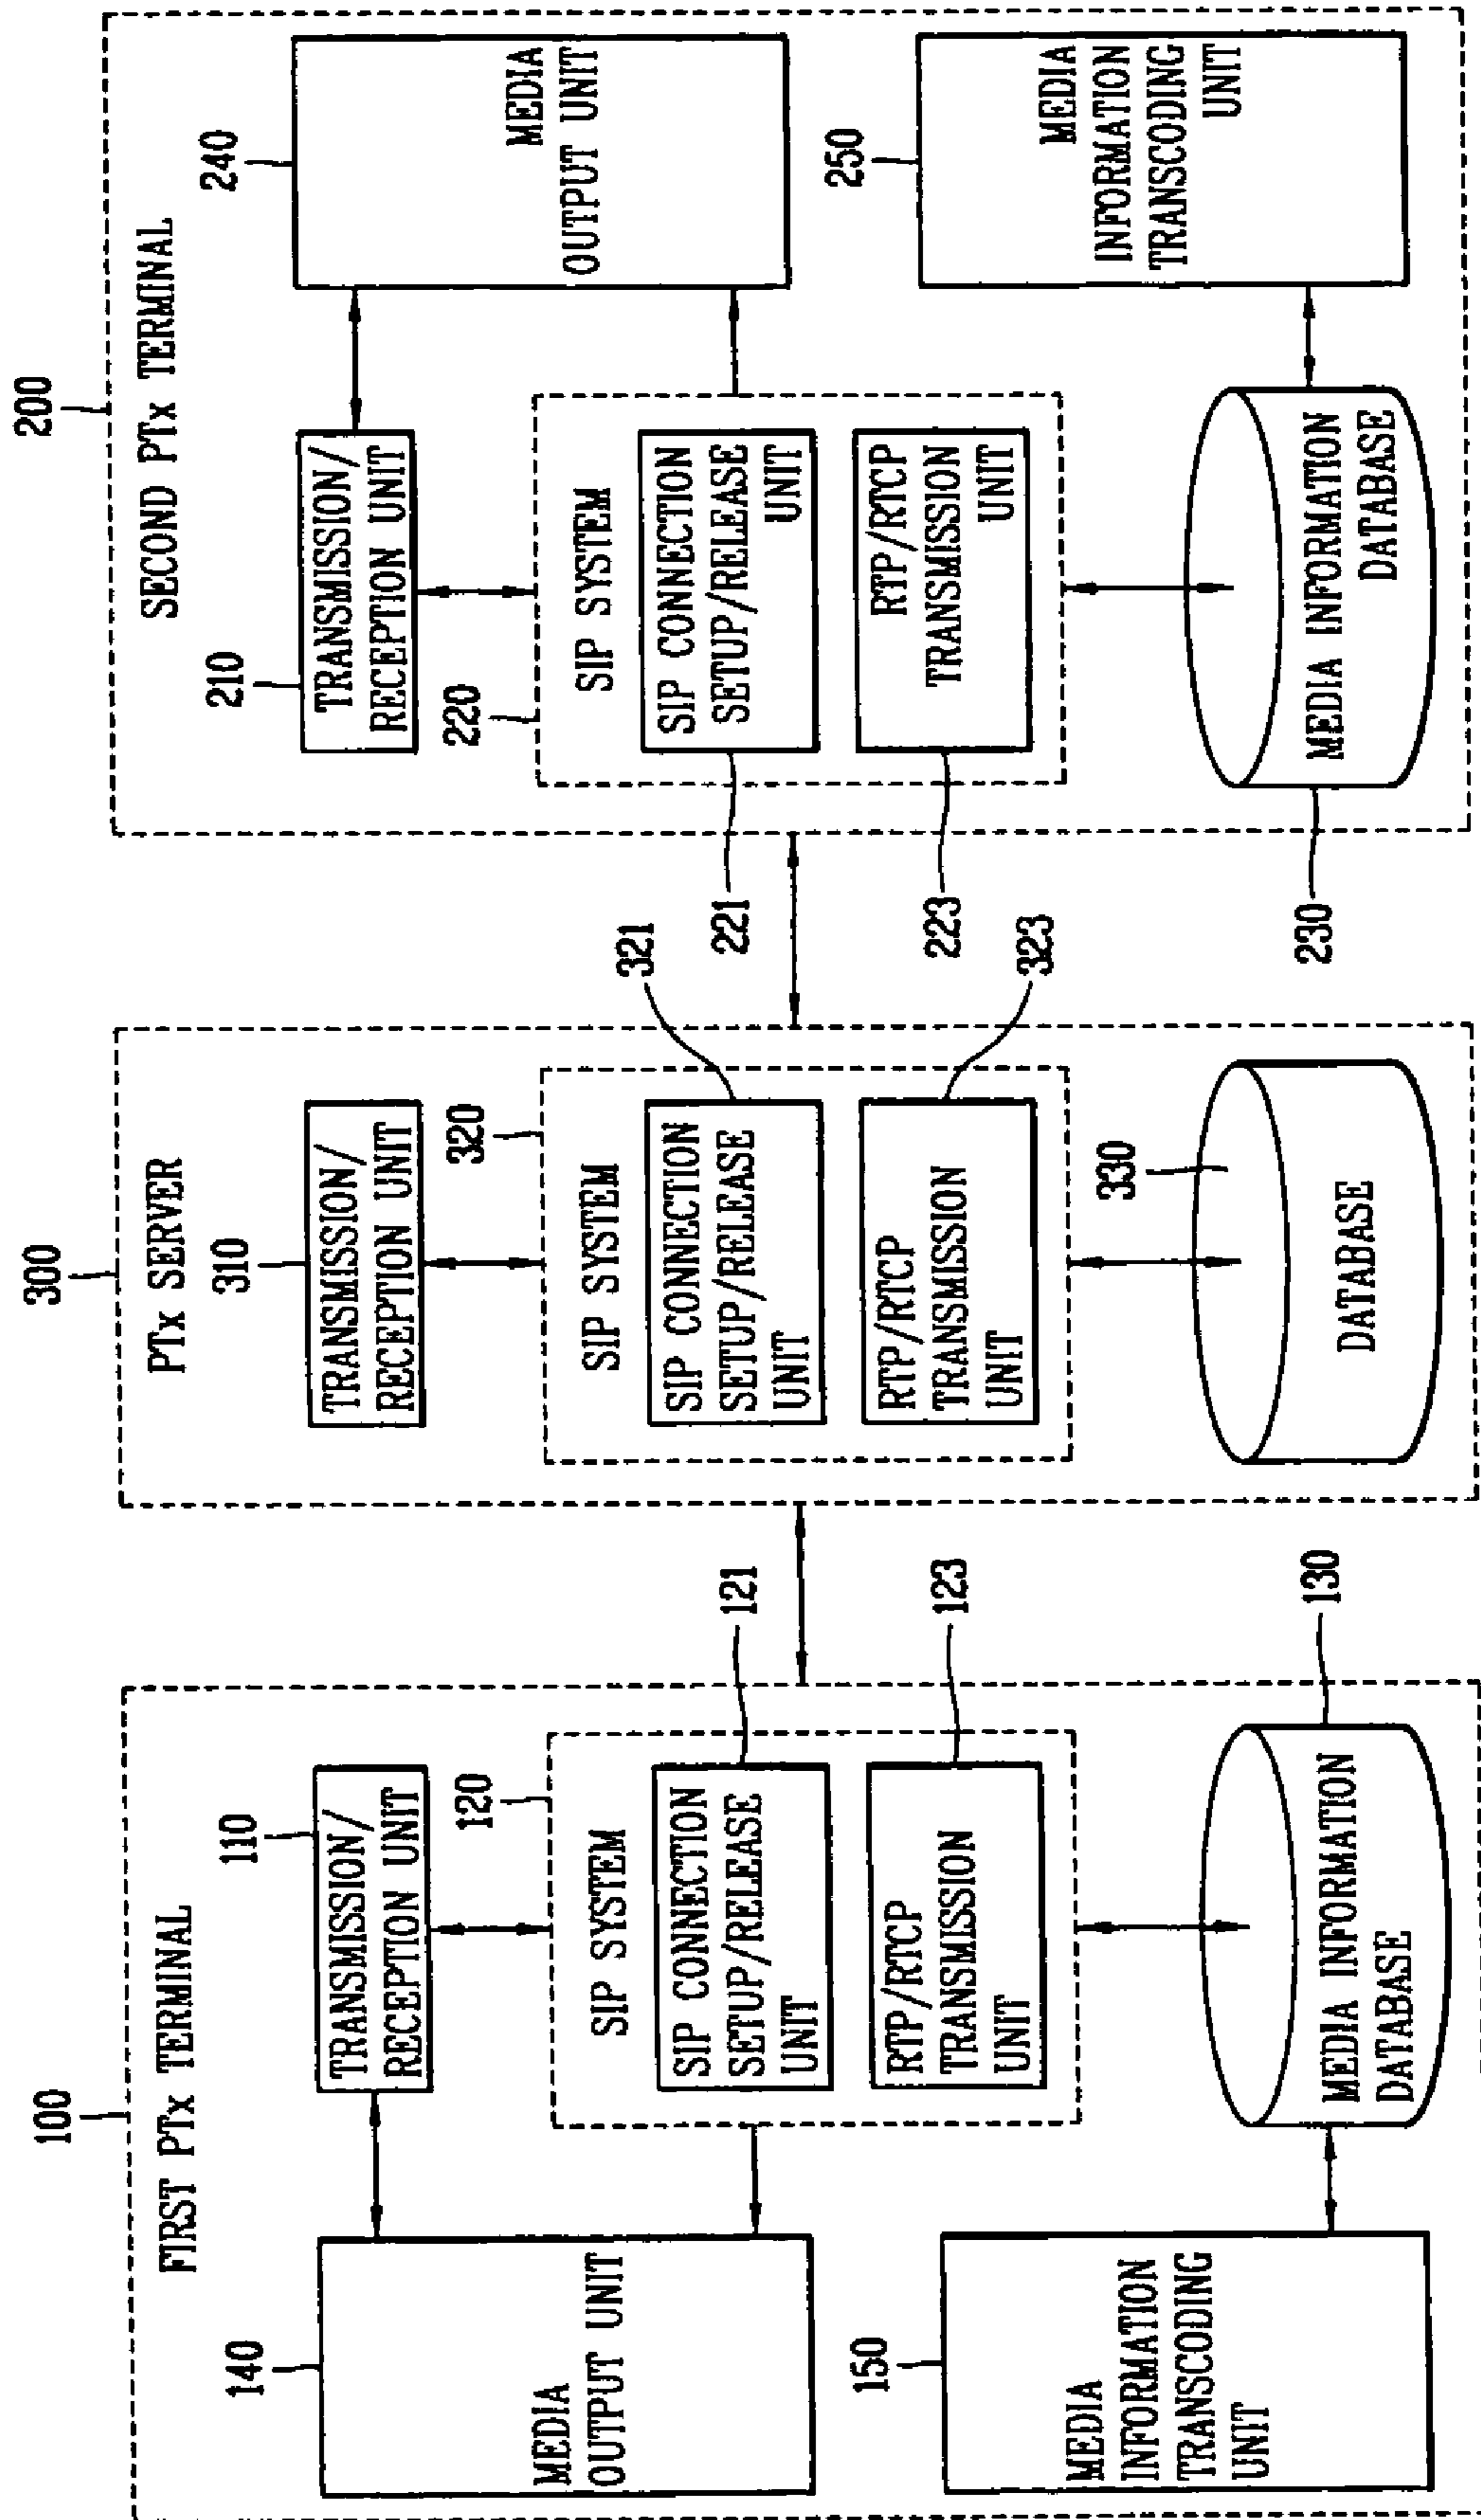 100
FIRST PTx TERMINAL
140
MEDIA
OUTPUT UNIT
110
TRANSMISSION/
RECEPTION UNIT
120
SIP SYSTEM
SIP CONNECTION
SETUP/RELEASE
UNIT
121
RTP/RTCP
TRANSMISSION
UNIT
123
150
MEDIA
INFORMATION
TRANSCODING
UNIT
MEDIA INFORMATION
DATABASE
130
300
PTx SERVER
310
TRANSMISSION/
RECEPTION UNIT
320
SIP SYSTEM
SIP CONNECTION
SETUP/RELEASE
UNIT
321
RTP/RTCP
TRANSMISSION
UNIT
323
330
DATABASE
200
SECOND PTx TERMINAL
210
TRANSMISSION/
RECEPTION UNIT
240
MEDIA
OUTPUT UNIT
220
SIP SYSTEM
SIP CONNECTION
SETUP/RELEASE
UNIT
221
RTP/RTCP
TRANSMISSION
UNIT
223
250
MEDIA
INFORMATION
TRANSCODING
UNIT
MEDIA INFORMATION
DATABASE
230